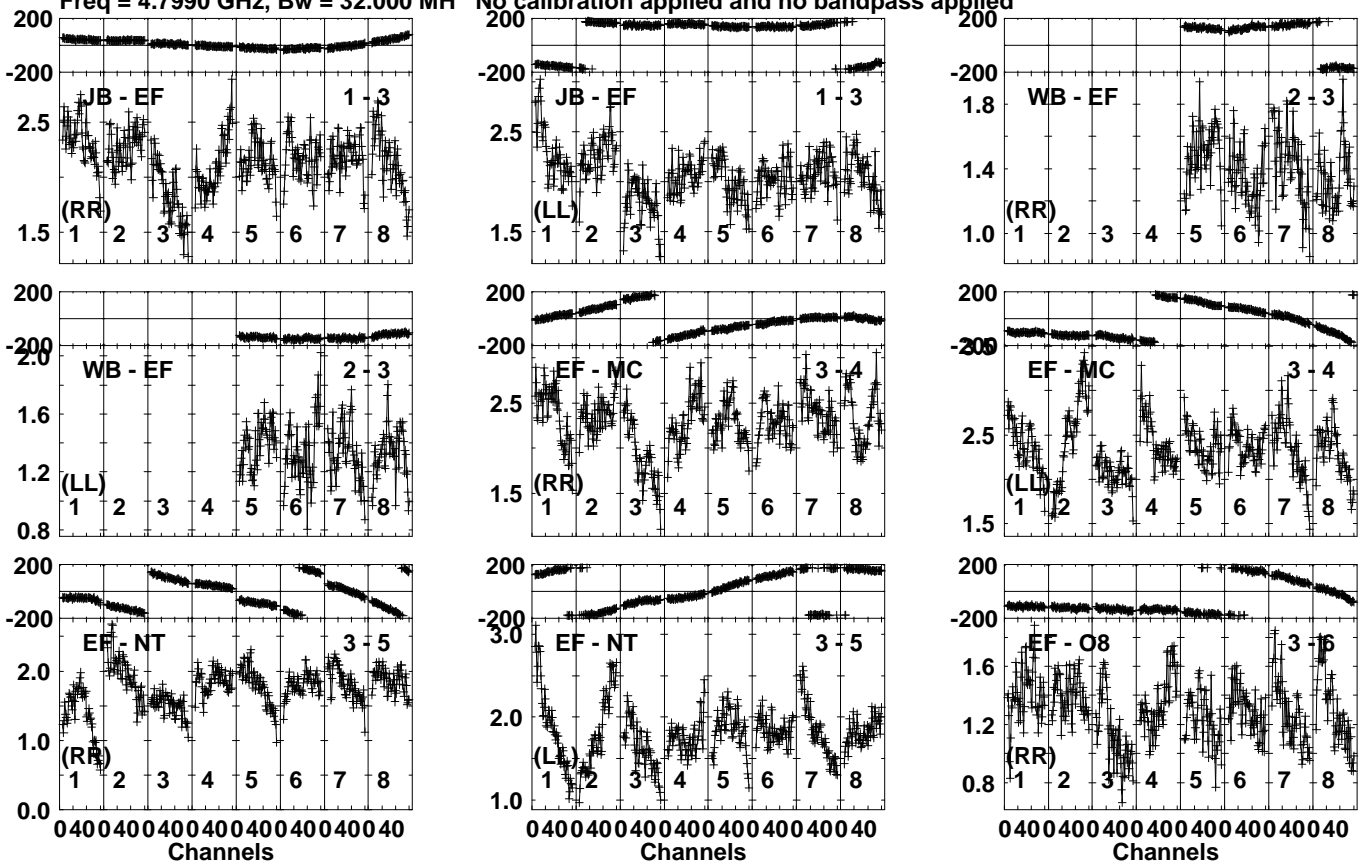 Freq = 4.7990 GHz, Bw = 32.000 MH No calibration applied and no bandpass applied
200
-200
JB - EF 1 - 3
2.5
(RR)
1.5
1 2 3 4 5 6 7 8
200
-200
JB - EF 1 - 3
2.5
(LL)
1.5
1 2 3 4 5 6 7 8
200
-200
1.8
WB - EF 2 - 3
1.4
(RR)
1.0
1 2 3 4 5 6 7 8
200
-200
2.0
WB - EF 2 - 3
1.6
1.2
(LL)
0.8
1 2 3 4 5 6 7 8
200
-200
EF - MC 3 - 4
2.5
(RR)
1.5
1 2 3 4 5 6 7 8
200
-200
3.5
EF - MC 3 - 4
2.5
(LL)
1.5
1 2 3 4 5 6 7 8
200
-200
EF - NT 3 - 5
2.0
1.0
(RR)
0.0
1 2 3 4 5 6 7 8
0 40 0 40 0 40 0 40 0 40 0 40 0 40 0 40
Channels
200
-200
3.0
EF - NT 3 - 5
2.0
(LL)
1.0
1 2 3 4 5 6 7 8
0 40 0 40 0 40 0 40 0 40 0 40 0 40 0 40
Channels
200
-200
EF - O8 3 - 6
1.6
1.2
(RR)
0.8
1 2 3 4 5 6 7 8
0 40 0 40 0 40 0 40 0 40 0 40 0 40 0 40
Channels